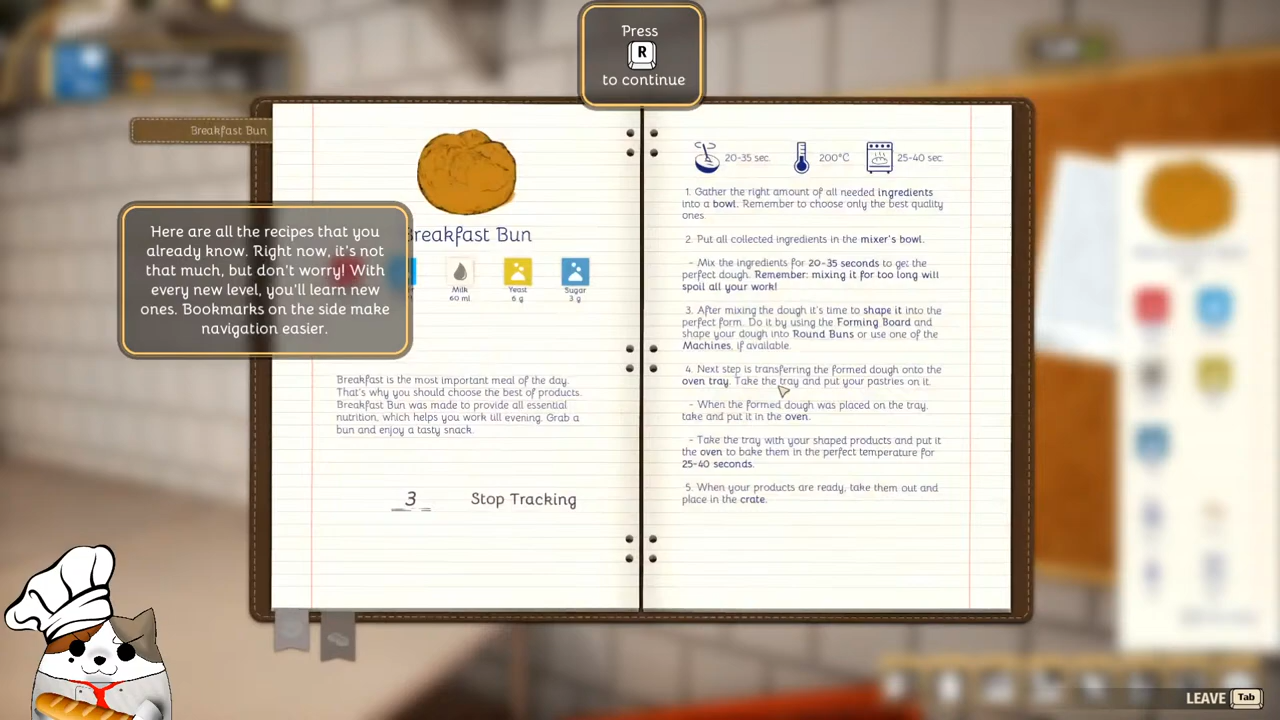 Press
R
to continue
Breakfast Bun
Here are all the recipes that you
already know. Right now, it's not
that much, but don't worry! With
every new level, you'll learn new
ones. Bookmarks on the side make
navigation easier.
Breakfast Bun
Milk
60 ml
Yeast
6 g
Sugar
3 g
Breakfast is the most important meal of the day.
That's why you should choose the best of products.
Breakfast Bun was made to provide all essential
nutrition, which helps you work till evening. Grab a
bun and enjoy a tasty snack.
3 Stop Tracking
20-35 sec. 200°C 25-40 sec.
1. Gather the right amount of all needed ingredients
into a bowl. Remember to choose only the best quality
ones.
2. Put all collected ingredients in the mixer's bowl.
- Mix the ingredients for 20-35 seconds to get the
perfect dough. Remember: mixing it for too long will
spoil all your work!
3. After mixing the dough it's time to shape it into the
perfect form. Do it by using the Forming Board and
shape your dough into Round Buns or use one of the
Machines, if available.
4. Next step is transferring the formed dough onto the
oven tray. Take the tray and put your pastries on it.
- When the formed dough was placed on the tray,
take and put it in the oven.
- Take the tray with your shaped products and put it
the oven to bake them in the perfect temperature for
25-40 seconds.
5. When your products are ready, take them out and
place in the crate.
LEAVE Tab